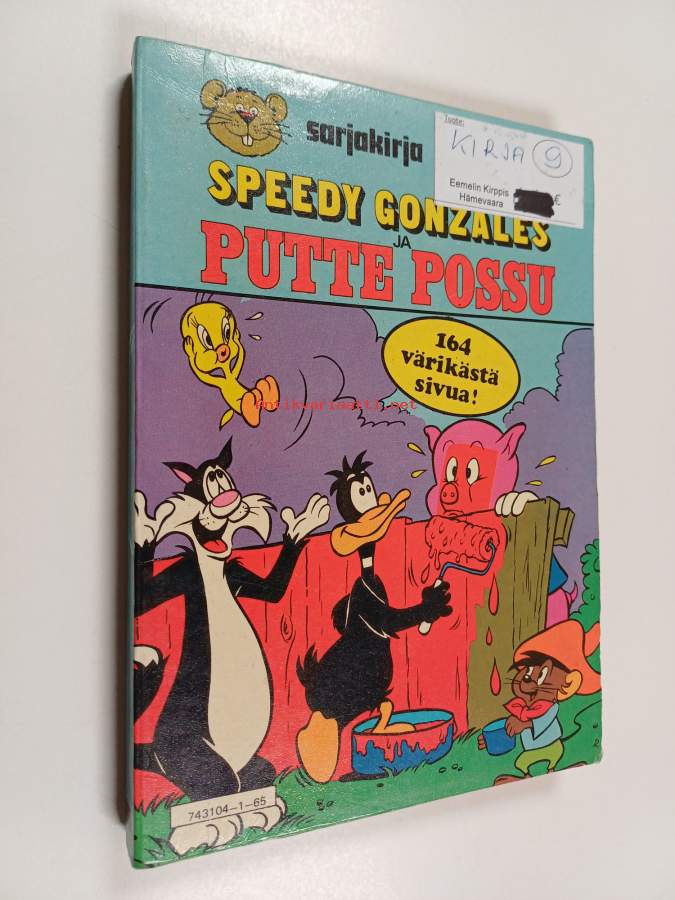 sarjakirja
Tuote:
KIRJA 9
Eemelin Kirppis
Hämevaara
€
SPEEDY GONZALES
JA
PUTTE POSSU
164
värikästä
sivua!
antikvariaatti.net
743104-1-65